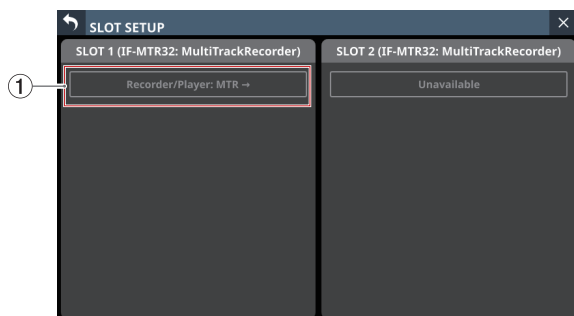 SLOT SETUP
SLOT 1 (IF-MTR32: MultiTrackRecorder)
SLOT 2 (IF-MTR32: MultiTrackRecorder)
1
Recorder/Player: MTR →
Unavailable